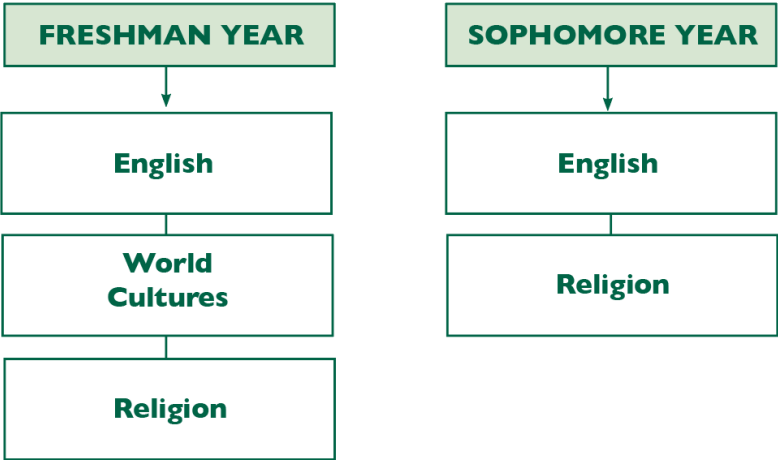 FRESHMAN YEAR
English
World
Cultures
Religion
SOPHOMORE YEAR
English
Religion